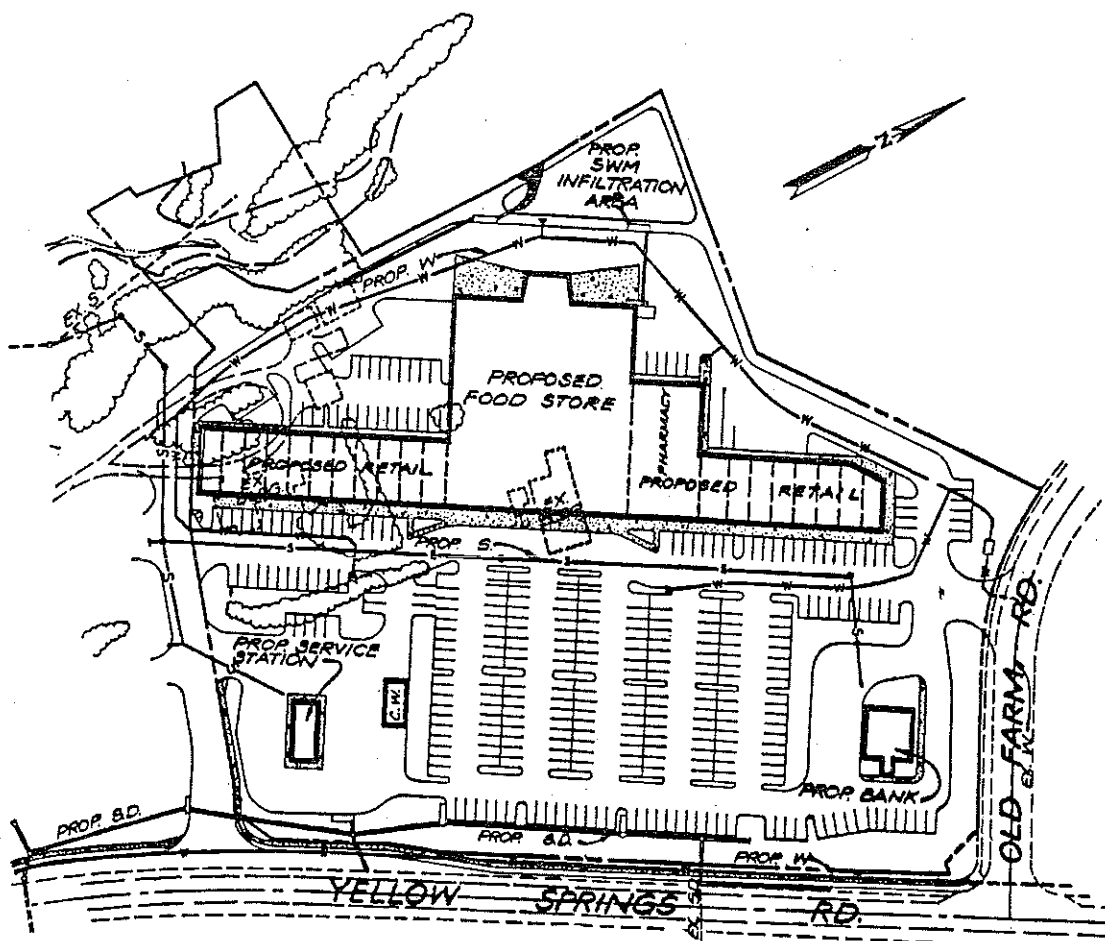 PROP.
SWM
INFILTRATION
AREA
N
PROP. W
W
W
W
W
W
EX. S.
S
S
PROPOSED
FOOD STORE
W
W
PHARMACY
W
W
S
W
PROPOSED RETAIL
EX.
PROPOSED
RETAIL
EX.
PROP. S.
S
S
S
S
W
W
W
W
W
S
S
PROP. SERVICE
STATION
C.W.
PROP. BANK
OLD FARM RD.
EX. W.
PROP. S.D.
PROP. S.D.
PROP. W
YELLOW SPRINGS RD.
EX. S.